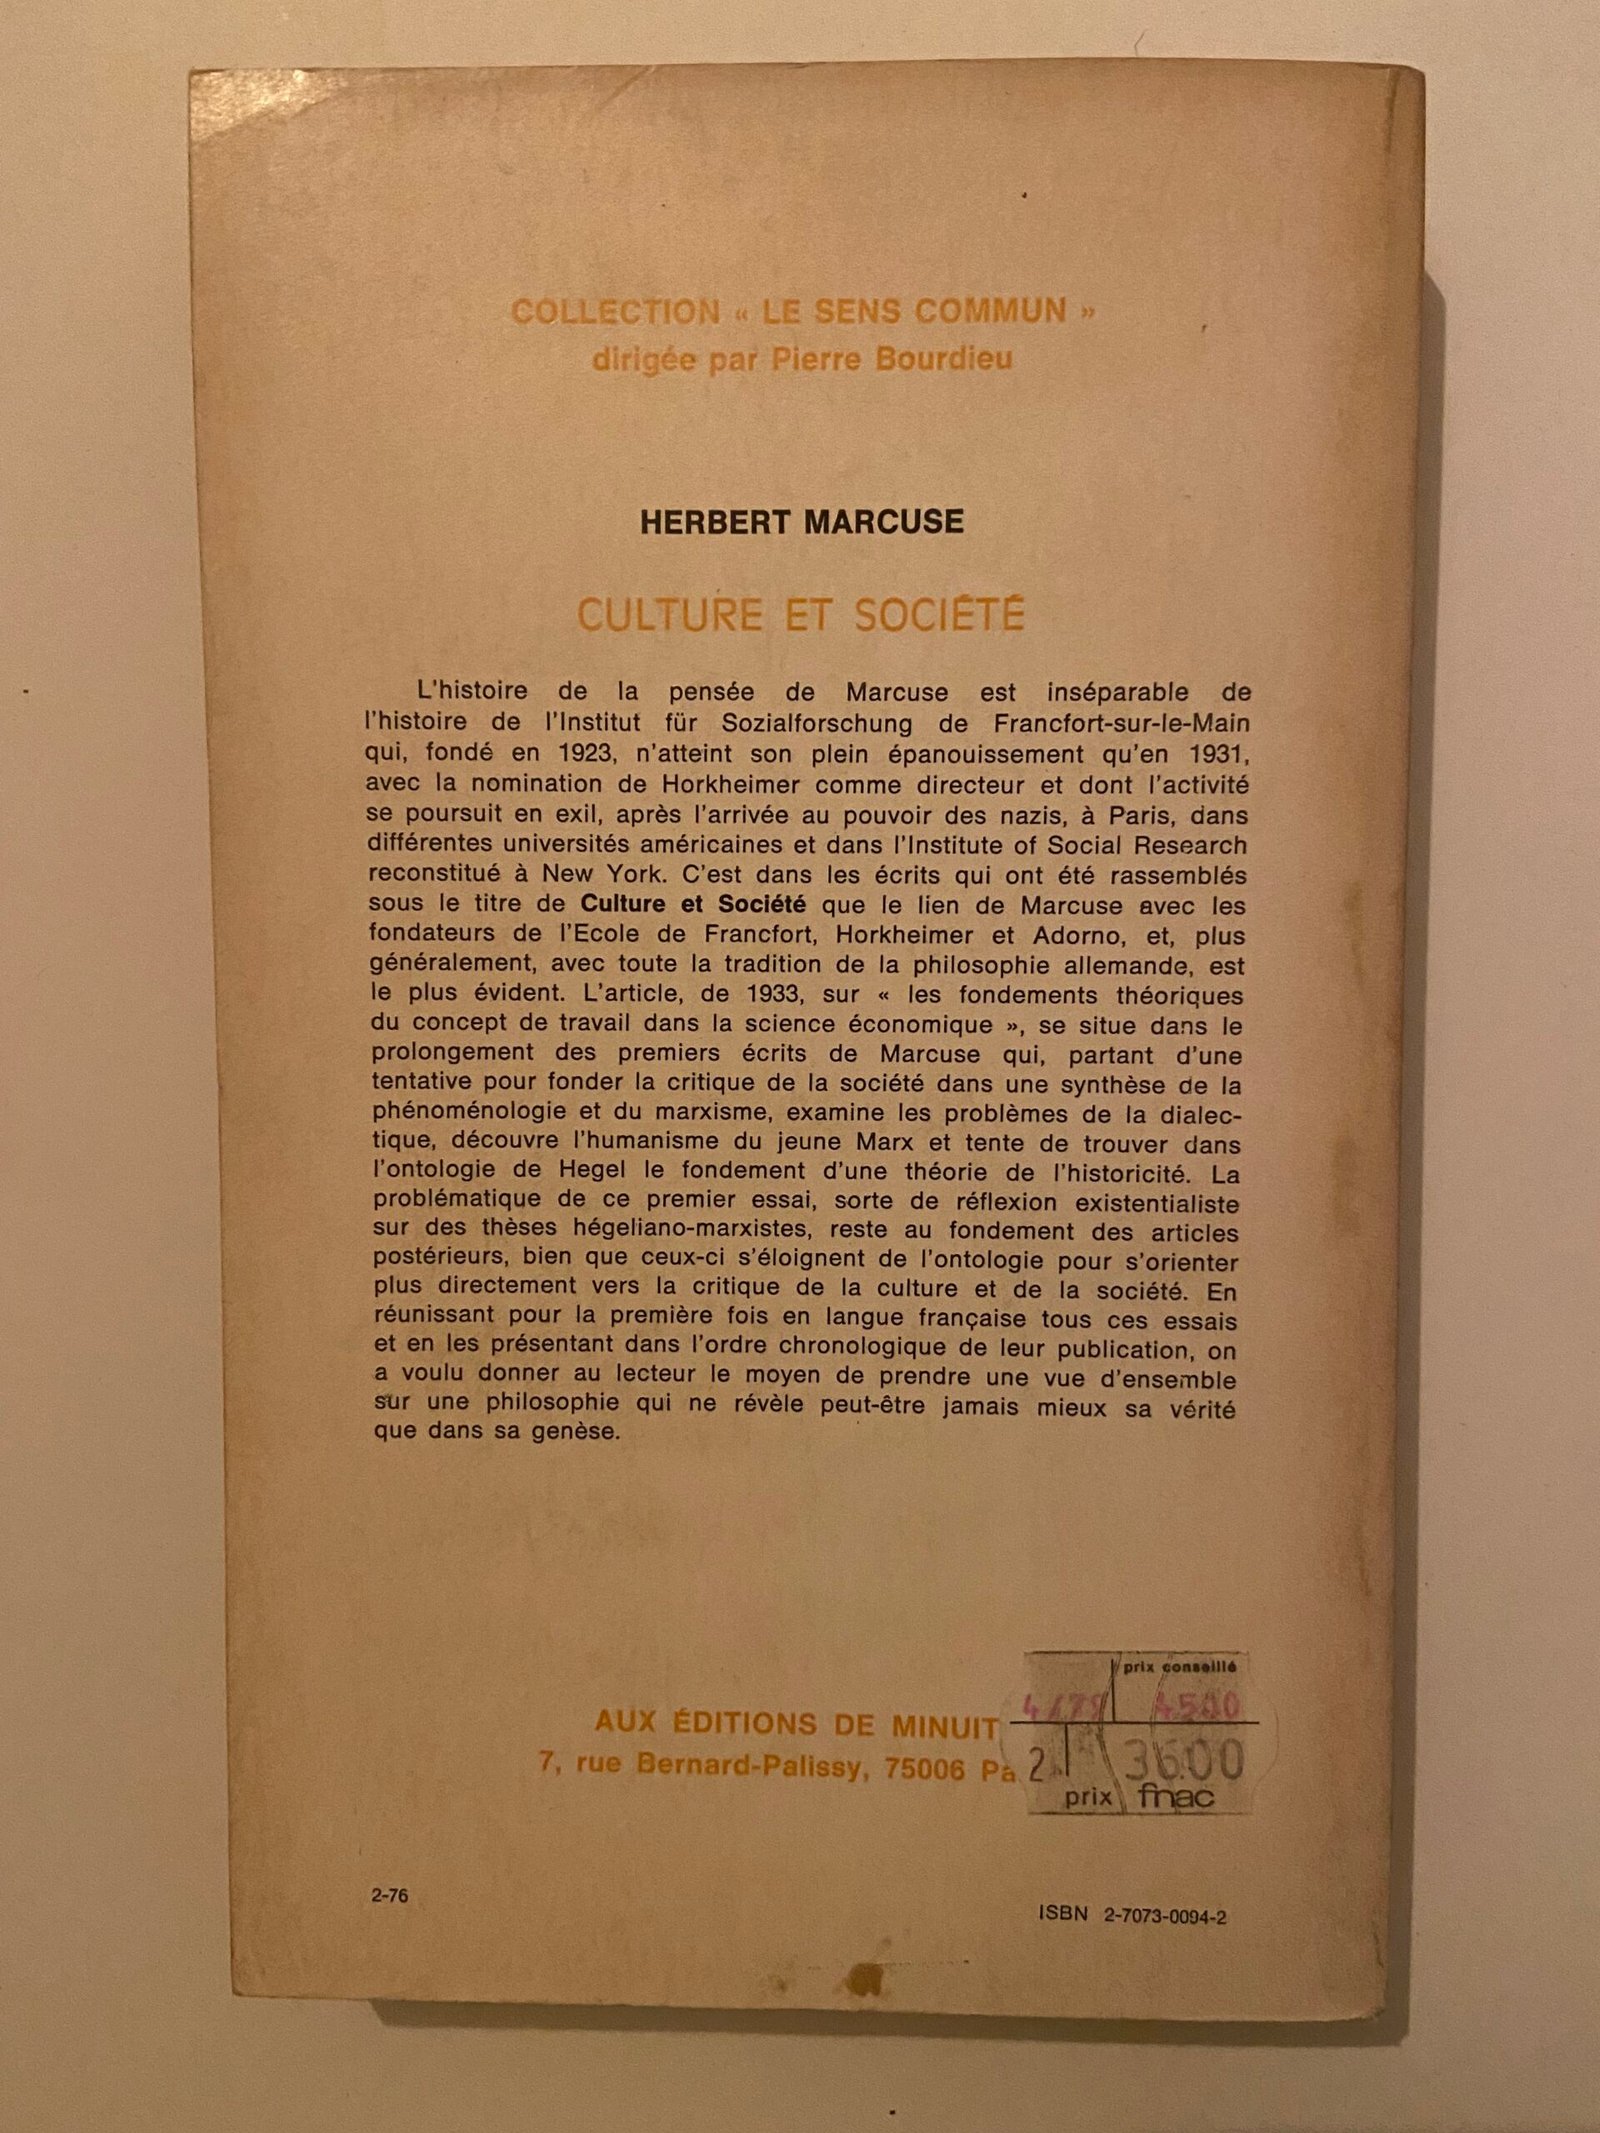 COLLECTION « LE SENS COMMUN »
dirigée par Pierre Bourdieu
HERBERT MARCUSE
CULTURE ET SOCIÉTÉ
L'histoire de la pensée de Marcuse est inséparable de
l'histoire de l'Institut für Sozialforschung de Francfort-sur-le-Main
qui, fondé en 1923, n'atteint son plein épanouissement qu'en 1931,
avec la nomination de Horkheimer comme directeur et dont l'activité
se poursuit en exil, après l'arrivée au pouvoir des nazis, à Paris, dans
différentes universités américaines et dans l'Institute of Social Research
reconstitué à New York. C'est dans les écrits qui ont été rassemblés
sous le titre de Culture et Société que le lien de Marcuse avec les
fondateurs de l'Ecole de Francfort, Horkheimer et Adorno, et, plus
généralement, avec toute la tradition de la philosophie allemande, est
le plus évident. L'article, de 1933, sur « les fondements théoriques
du concept de travail dans la science économique », se situe dans le
prolongement des premiers écrits de Marcuse qui, partant d'une
tentative pour fonder la critique de la société dans une synthèse de la
phénoménologie et du marxisme, examine les problèmes de la dialec-
tique, découvre l'humanisme du jeune Marx et tente de trouver dans
l'ontologie de Hegel le fondement d'une théorie de l'historicité. La
problématique de ce premier essai, sorte de réflexion existentialiste
sur des thèses hégeliano-marxistes, reste au fondement des articles
postérieurs, bien que ceux-ci s'éloignent de l'ontologie pour s'orienter
plus directement vers la critique de la culture et de la société. En
réunissant pour la première fois en langue française tous ces essais
et en les présentant dans l'ordre chronologique de leur publication, on
a voulu donner au lecteur le moyen de prendre une vue d'ensemble
sur une philosophie qui ne révèle peut-être jamais mieux sa vérité
que dans sa genèse.
prix conseillé
4500
AUX ÉDITIONS DE MINUIT
7, rue Bernard-Palissy, 75006 Pa
2 3600
prix fnac
2-76
ISBN 2-7073-0094-2